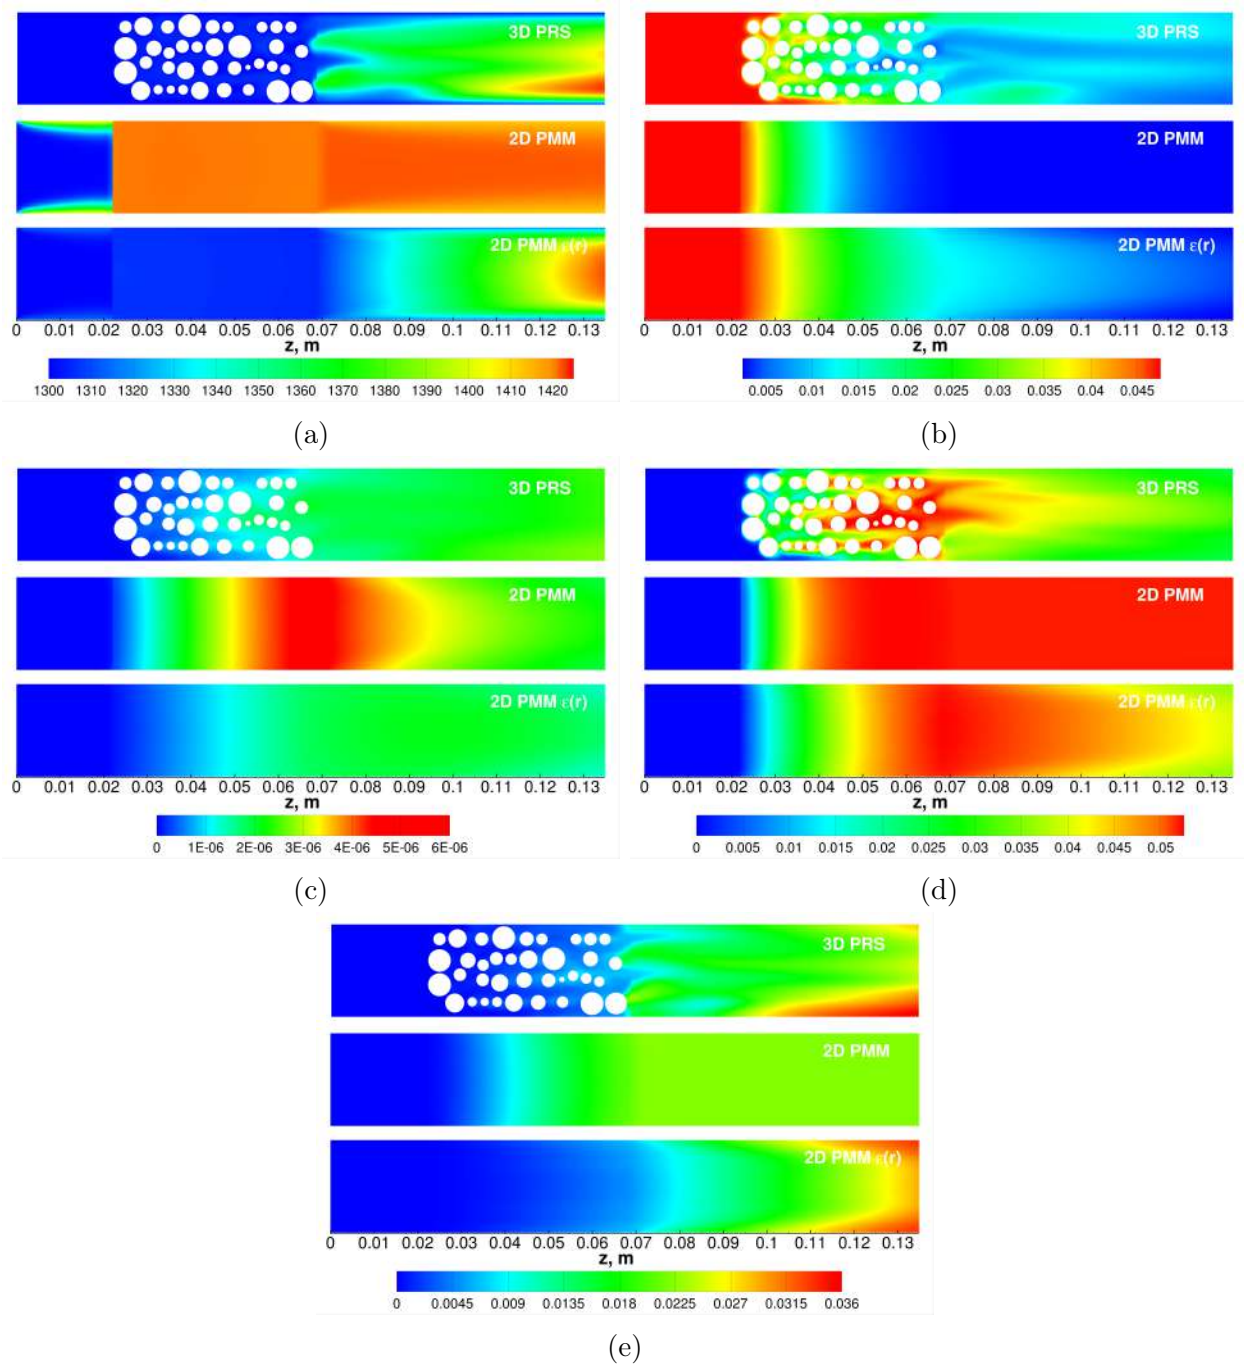 3D PRS
2D PMM
2D PMM ε(r)
0 0.01 0.02 0.03 0.04 0.05 0.06 0.07 0.08 0.09 0.1 0.11 0.12 0.13
z, m
1300 1310 1320 1330 1340 1350 1360 1370 1380 1390 1400 1410 1420
(a)
3D PRS
2D PMM
2D PMM ε(r)
0 0.01 0.02 0.03 0.04 0.05 0.06 0.07 0.08 0.09 0.1 0.11 0.12 0.13
z, m
0.005 0.01 0.015 0.02 0.025 0.03 0.035 0.04 0.045
(b)
3D PRS
2D PMM
2D PMM ε(r)
0 0.01 0.02 0.03 0.04 0.05 0.06 0.07 0.08 0.09 0.1 0.11 0.12 0.13
z, m
0 1E-06 2E-06 3E-06 4E-06 5E-06 6E-06
(c)
3D PRS
2D PMM
2D PMM ε(r)
0 0.01 0.02 0.03 0.04 0.05 0.06 0.07 0.08 0.09 0.1 0.11 0.12 0.13
z, m
0 0.005 0.01 0.015 0.02 0.025 0.03 0.035 0.04 0.045 0.05
(d)
3D PRS
2D PMM
2D PMM ε(r)
0 0.01 0.02 0.03 0.04 0.05 0.06 0.07 0.08 0.09 0.1 0.11 0.12 0.13
z, m
0 0.0045 0.009 0.0135 0.018 0.0225 0.027 0.0315 0.036
(e)